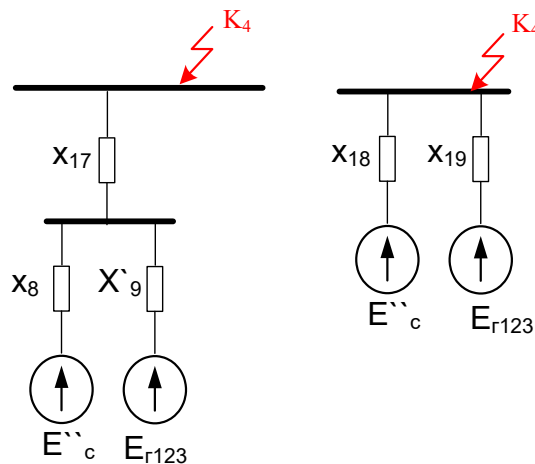 K₄
K₄
x₁₇
x₁₈
x₁₉
x₈
X`₉
E``c
Eг123
E``c
Eг123